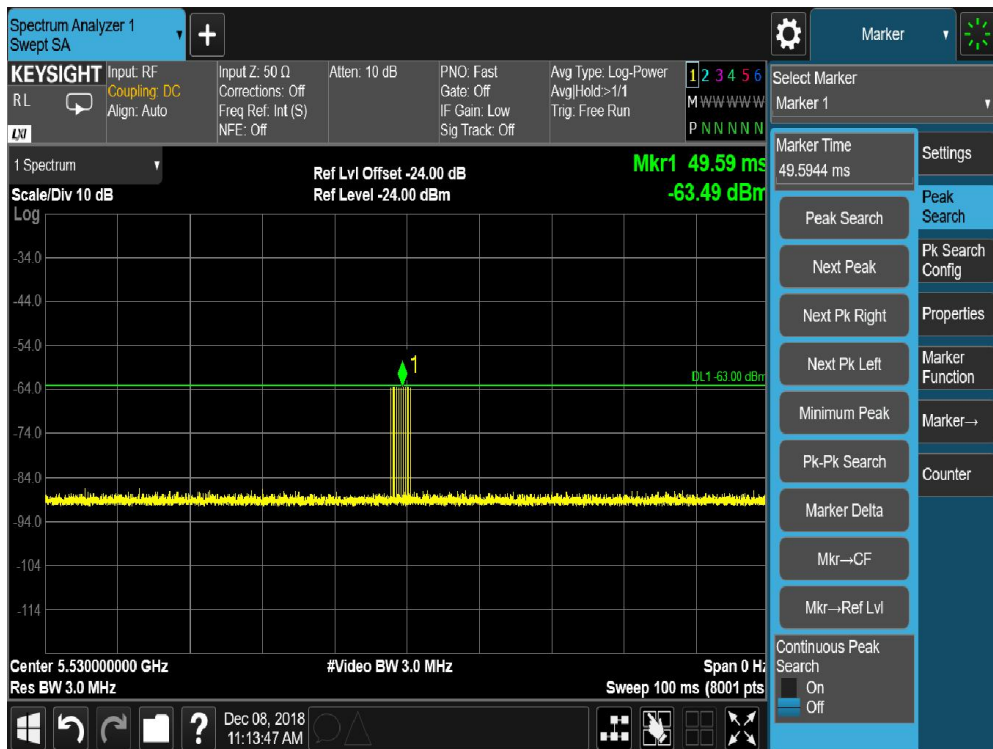 Spectrum Analyzer 1
Swept SA
+
Marker
KEYSIGHT
RL
LXI
Input: RF
Coupling: DC
Align: Auto
Input Z: 50 Ω
Corrections: Off
Freq Ref: Int (S)
NFE: Off
Atten: 10 dB
PNO: Fast
Gate: Off
IF Gain: Low
Sig Track: Off
Avg Type: Log-Power
Avg|Hold:>1/1
Trig: Free Run
1 2 3 4 5 6
M W W W W W
P N N N N N
Select Marker
Marker 1
1 Spectrum
Scale/Div 10 dB
Log
Ref Lvl Offset -24.00 dB
Ref Level -24.00 dBm
Mkr1 49.59 ms
-63.49 dBm
-34.0
-44.0
-54.0
-64.0
-74.0
-84.0
-94.0
-104
-114
1
DL1 -63.00 dBm
Center 5.530000000 GHz
Res BW 3.0 MHz
#Video BW 3.0 MHz
Span 0 Hz
Sweep 100 ms (8001 pts
Marker Time
49.5944 ms
Peak Search
Next Peak
Next Pk Right
Next Pk Left
Minimum Peak
Pk-Pk Search
Marker Delta
Mkr→CF
Mkr→Ref Lvl
Continuous Peak
Search
On
Off
Settings
Peak
Search
Pk Search
Config
Properties
Marker
Function
Marker→
Counter
?
Dec 08, 2018
11:13:47 AM